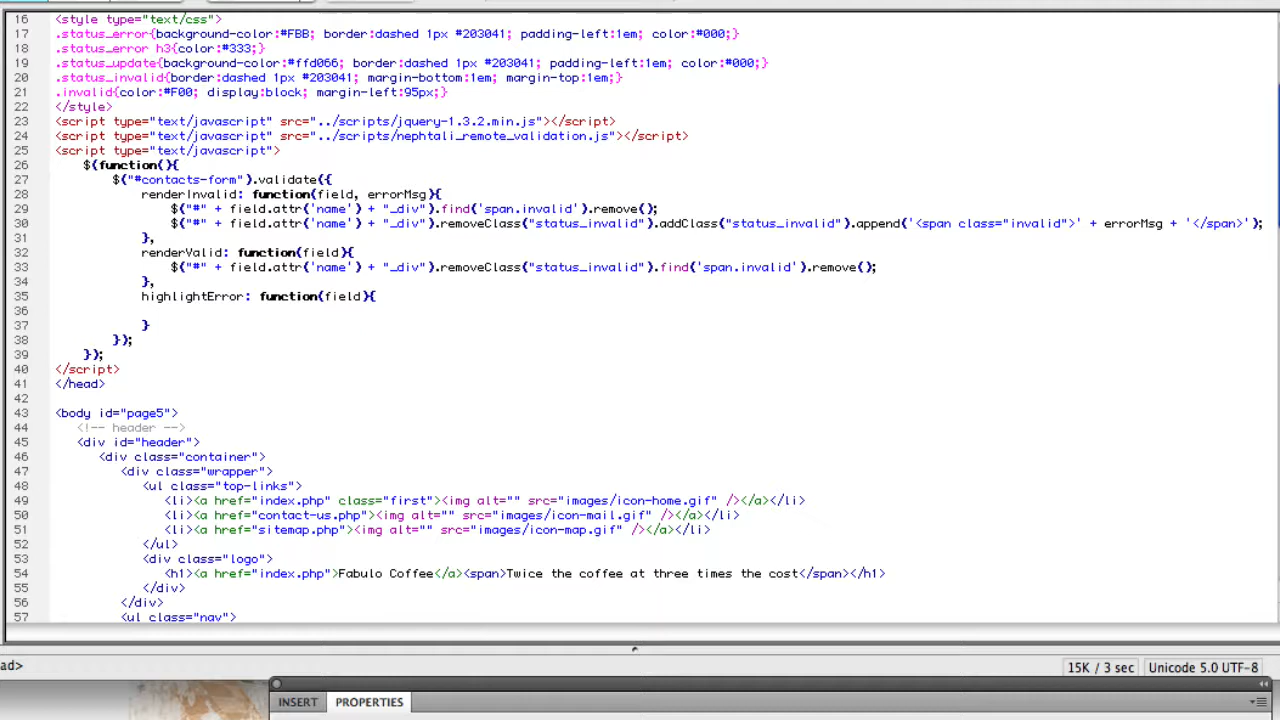 16 <style type="text/css">
17 .status_error{background-color:#FBB; border:dashed 1px #203041; padding-left:1em; color:#000;}
18 .status_error h3{color:#333;}
19 .status_update{background-color:#ffd066; border:dashed 1px #203041; padding-left:1em; color:#000;}
20 .status_invalid{border:dashed 1px #203041; margin-bottom:1em; margin-top:1em;}
21 .invalid{color:#F00; display:block; margin-left:95px;}
22 </style>
23 <script type="text/javascript" src="../scripts/jquery-1.3.2.min.js"></script>
24 <script type="text/javascript" src="../scripts/nephtali_remote_validation.js"></script>
25 <script type="text/javascript">
26 $(function(){
27 $("#contacts-form").validate({
28 renderInvalid: function(field, errorMsg){
29 $("#" + field.attr('name') + "_div").find('span.invalid').remove();
30 $("#" + field.attr('name') + "_div").removeClass("status_invalid").addClass("status_invalid").append('<span class="invalid">' + errorMsg + '</span>');
31 },
32 renderValid: function(field){
33 $("#" + field.attr('name') + "_div").removeClass("status_invalid").find('span.invalid').remove();
34 },
35 highlightError: function(field){
36
37 }
38 });
39 });
40 </script>
41 </head>
42
43 <body id="page5">
44 <!-- header -->
45 <div id="header">
46 <div class="container">
47 <div class="wrapper">
48 <ul class="top-links">
49 <li><a href="index.php" class="first"><img alt="" src="images/icon-home.gif" /></a></li>
50 <li><a href="contact-us.php"><img alt="" src="images/icon-mail.gif" /></a></li>
51 <li><a href="sitemap.php"><img alt="" src="images/icon-map.gif" /></a></li>
52 </ul>
53 <div class="logo">
54 <h1><a href="index.php">Fabulo Coffee</a><span>Twice the coffee at three times the cost</span></h1>
55 </div>
56 </div>
57 <ul class="nav">
ad> 15K / 3 sec Unicode 5.0 UTF-8
INSERT PROPERTIES